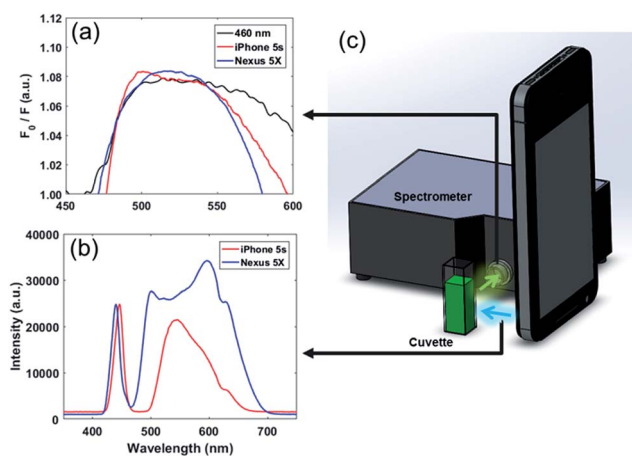 (a)
1.12
1.10
1.08
1.06
1.04
1.02
1.00
F₀ / F (a.u.)
460 nm
iPhone 5s
Nexus 5X
450
500
550
600
(b)
40000
30000
20000
10000
0
Intensity (a.u.)
iPhone 5s
Nexus 5X
400
500
600
700
Wavelength (nm)
(c)
Spectrometer
Cuvette